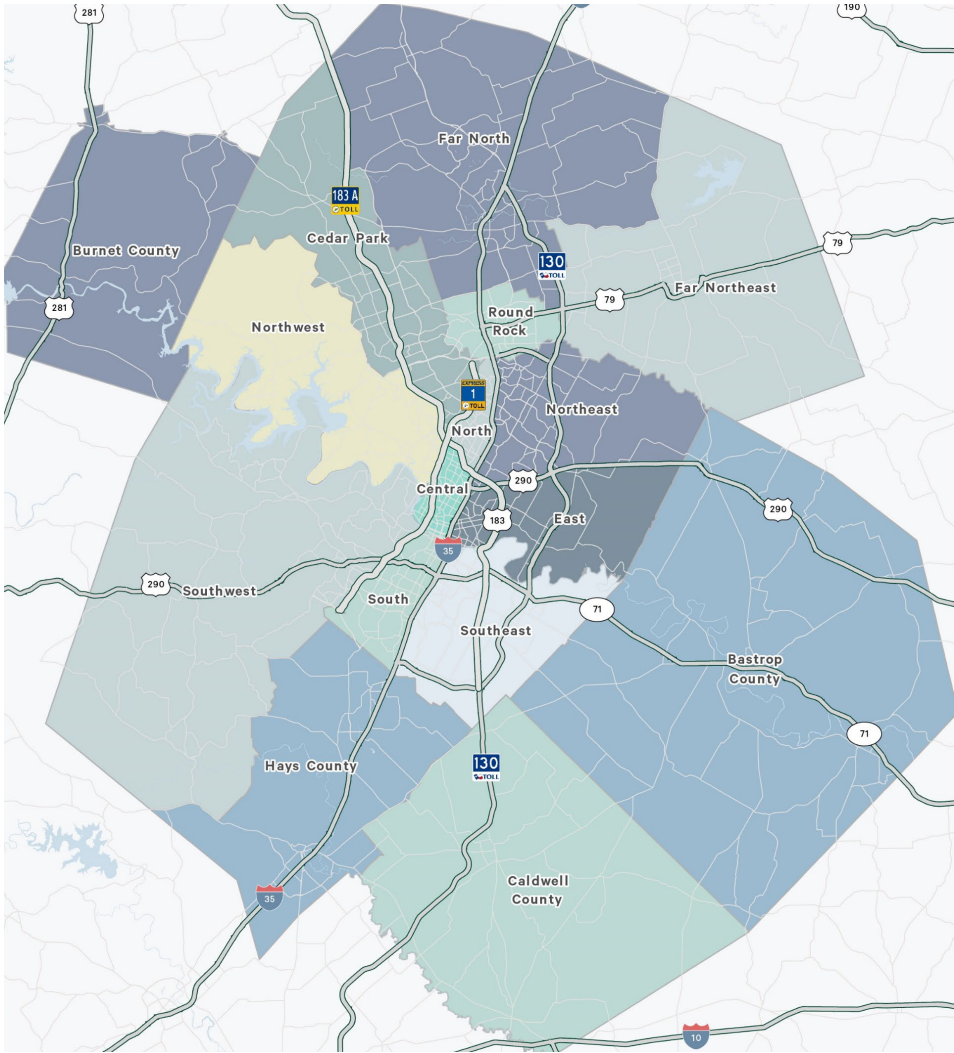 281
190
Far North
183 A
TOLL
Cedar Park
79
Burnet County
130
TOLL
Far Northeast
79
281
Round
Rock
Northwest
EXPRESS
1
TOLL
Northeast
North
290
Central
290
183
East
35
290
Southwest
South
71
Southeast
Bastrop
County
71
Hays County
130
TOLL
Caldwell
County
35
10